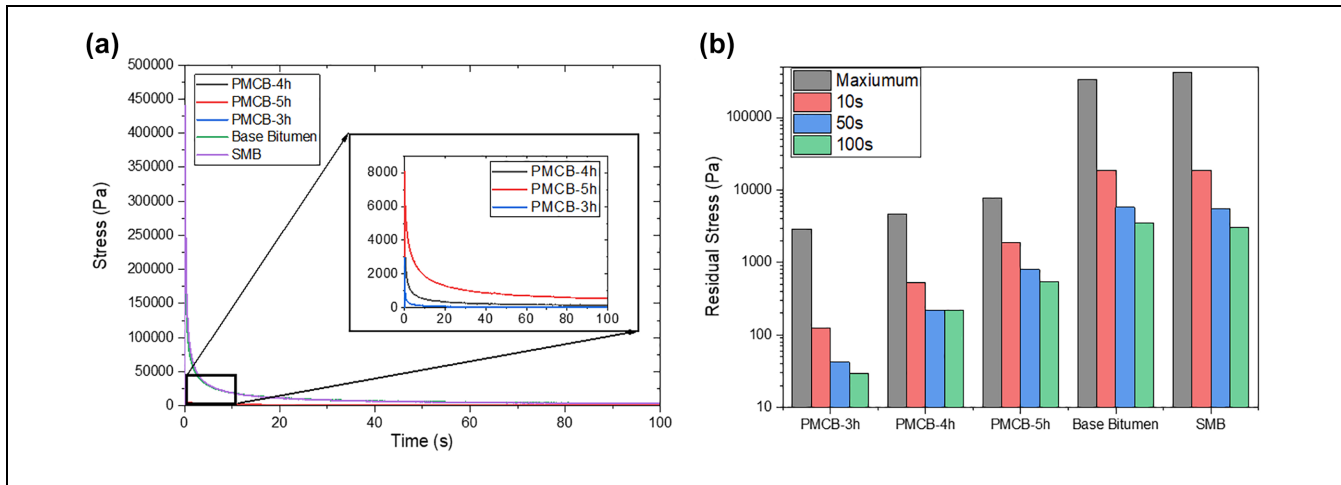 (a)
500000
450000
400000
350000
300000
250000
200000
150000
100000
50000
0
Stress (Pa)
PMCB-4h
PMCB-5h
PMCB-3h
Base Bitumen
SMB
8000
6000
4000
2000
0
PMCB-4h
PMCB-5h
PMCB-3h
0 20 40 60 80 100
0 20 40 60 80 100
Time (s)
(b)
Maxiumum
10s
50s
100s
100000
10000
1000
100
10
Residual Stress (Pa)
PMCB-3h PMCB-4h PMCB-5h Base Bitumen SMB